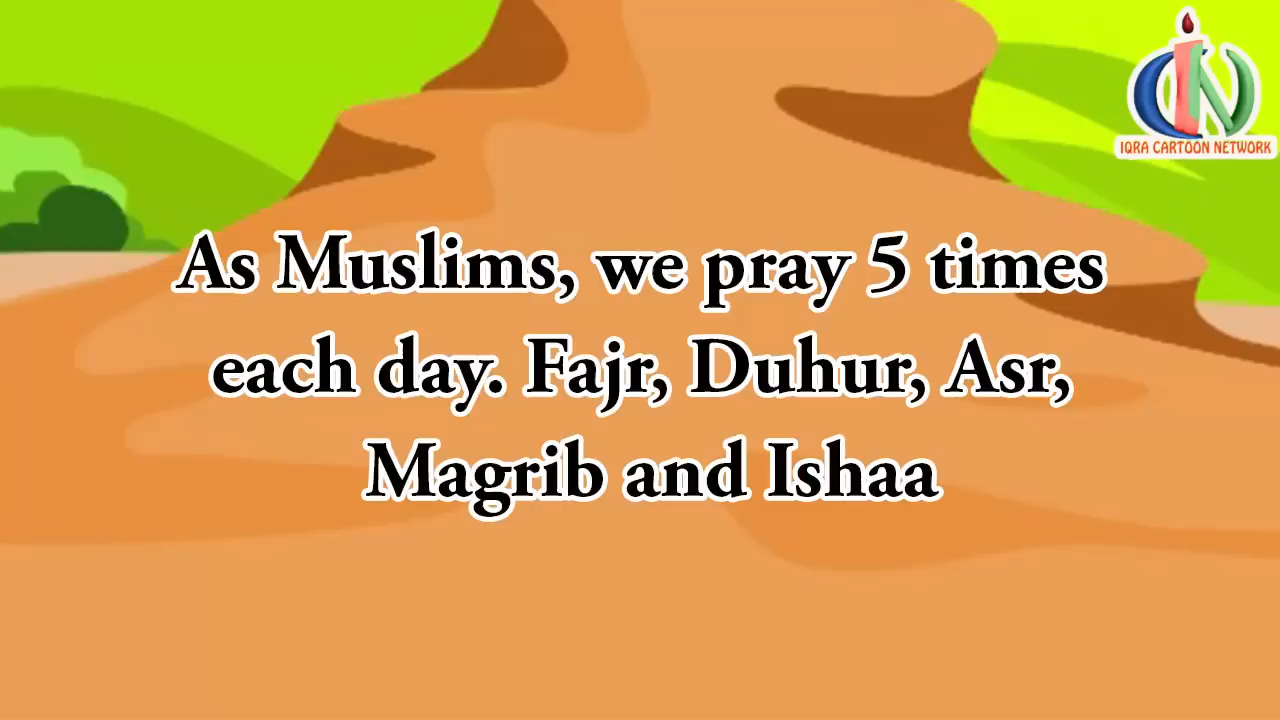 IQRA CARTOON NETWORK
As Muslims, we pray 5 times
each day. Fajr, Duhur, Asr,
Magrib and Ishaa